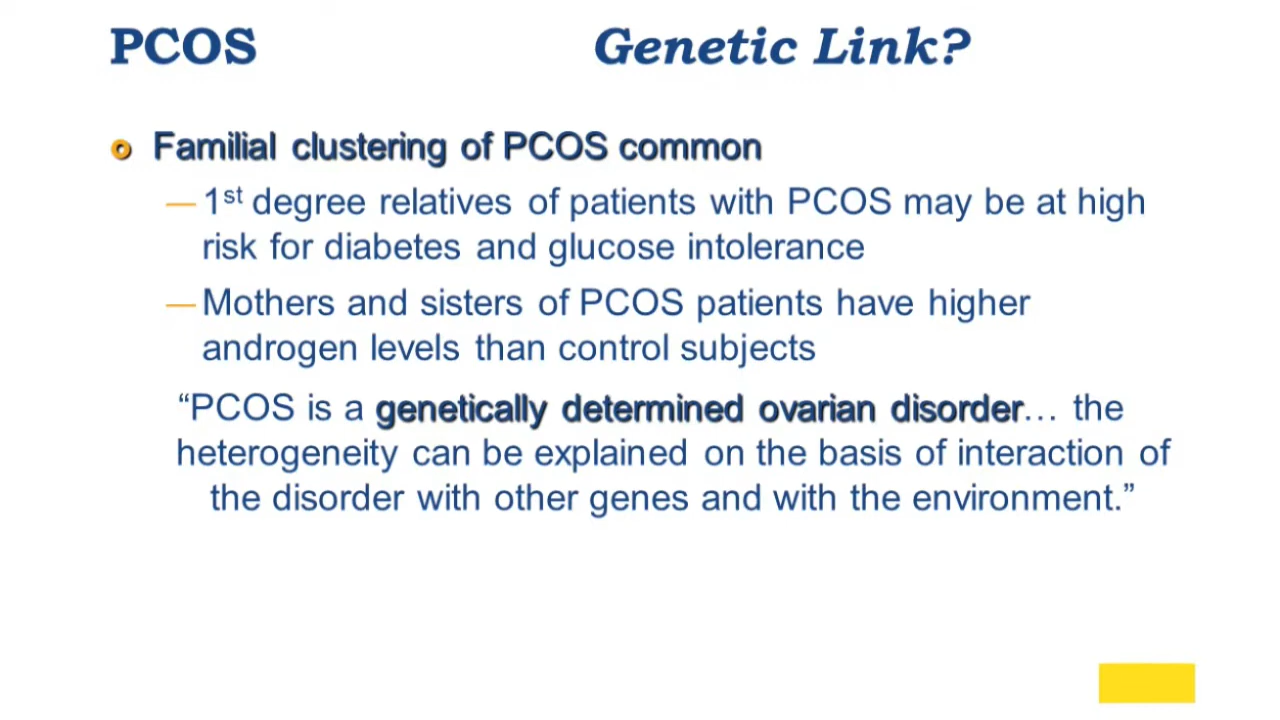 PCOS Genetic Link?
Familial clustering of PCOS common
— 1st degree relatives of patients with PCOS may be at high
risk for diabetes and glucose intolerance
— Mothers and sisters of PCOS patients have higher
androgen levels than control subjects
“PCOS is a genetically determined ovarian disorder… the
heterogeneity can be explained on the basis of interaction of
the disorder with other genes and with the environment.”